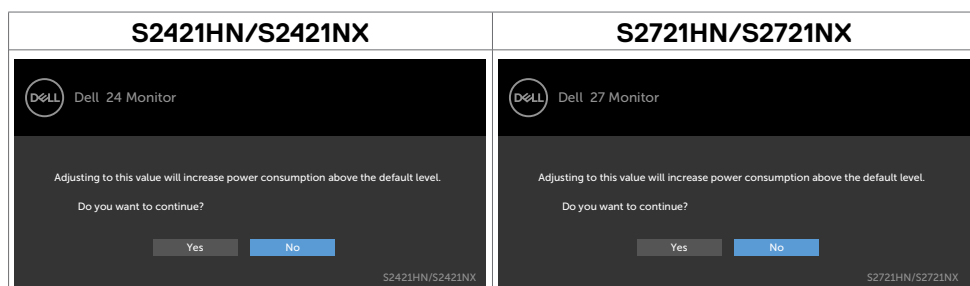 S2421HN/S2421NX
S2721HN/S2721NX
DELL Dell 24 Monitor
Adjusting to this value will increase power consumption above the default level.
Do you want to continue?
Yes No
S2421HN/S2421NX
DELL Dell 27 Monitor
Adjusting to this value will increase power consumption above the default level.
Do you want to continue?
Yes No
S2721HN/S2721NX